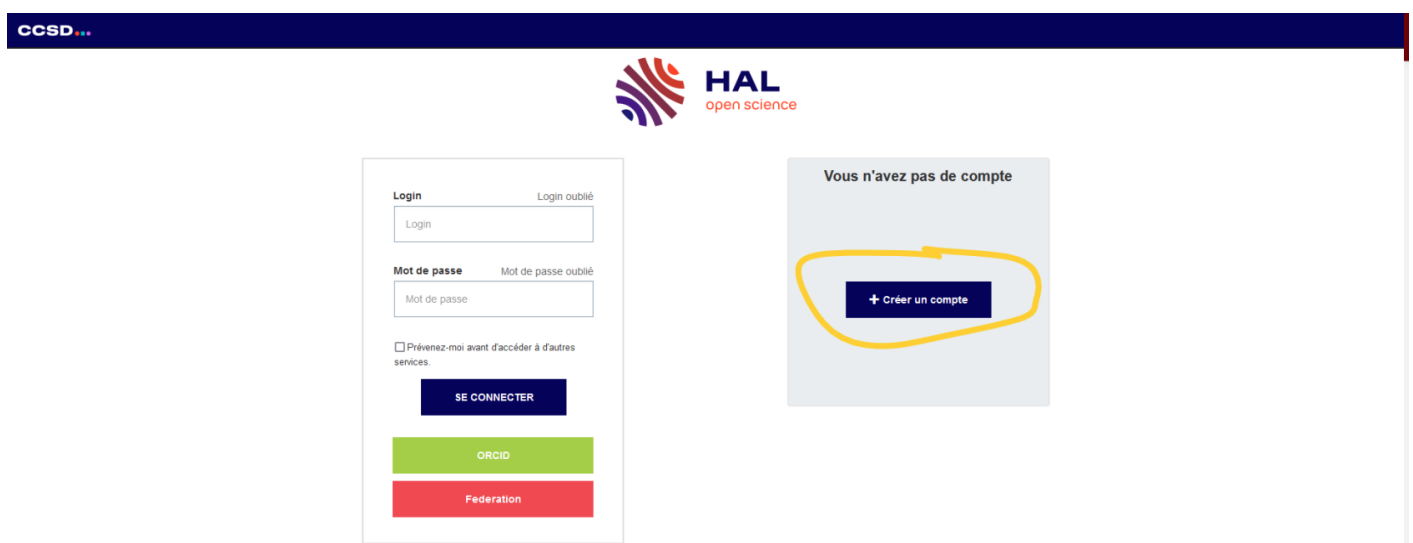 CCSD
HAL
open science
Login
Login oublié
Login
Mot de passe
Mot de passe oublié
Mot de passe
Prévenez-moi avant d'accéder à d'autres
services.
SE CONNECTER
ORCID
Federation
Vous n'avez pas de compte
+ Créer un compte